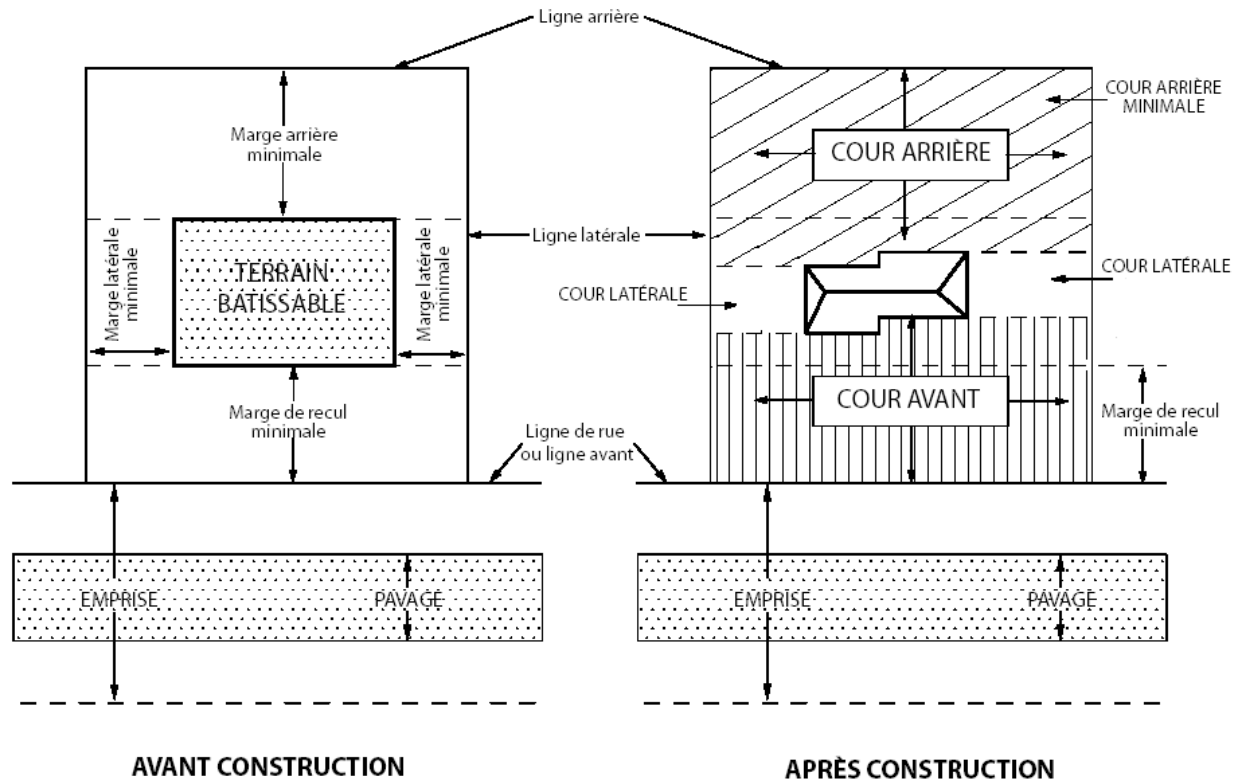 Ligne arrière
Marge arrière
minimale
Marge latérale
minimale
TERRAIN
BATISSABLE
Marge latérale
minimale
Marge de recul
minimale
Ligne latérale
Ligne de rue
ou ligne avant
EMPRISE
PAVAGE
AVANT CONSTRUCTION
COUR ARRIÈRE
MINIMALE
COUR ARRIÈRE
COUR LATÉRALE
COUR LATÉRALE
COUR AVANT
Marge de recul
minimale
EMPRISE
PAVAGE
APRÈS CONSTRUCTION